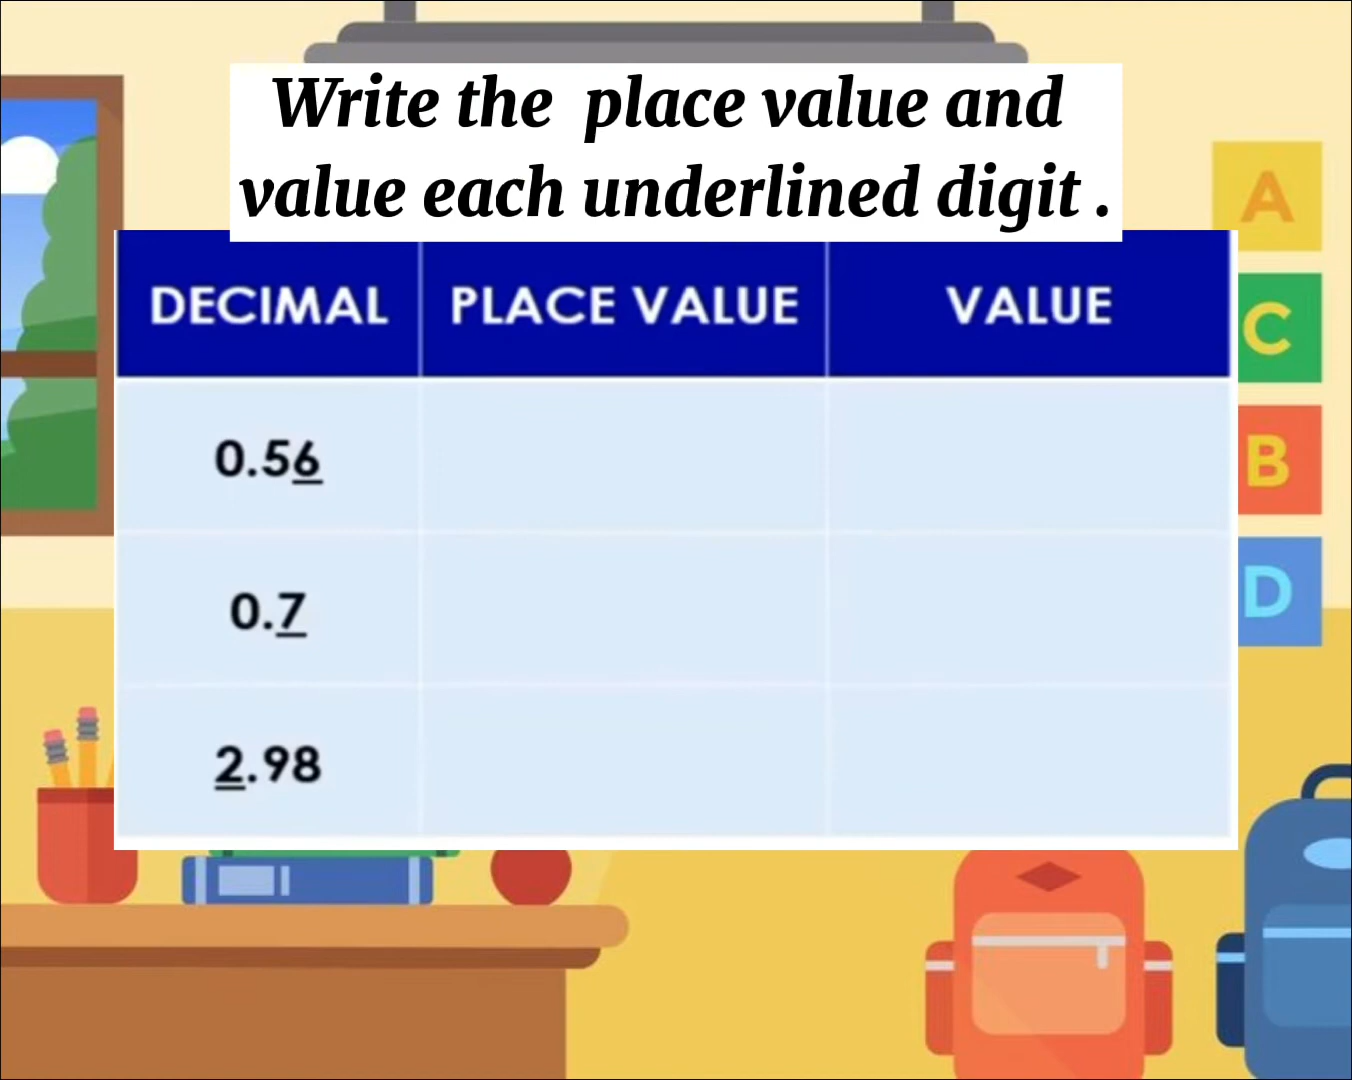 Write the place value and
value each underlined digit .
DECIMAL PLACE VALUE VALUE
0.56
0.7
2.98
A
C
B
D